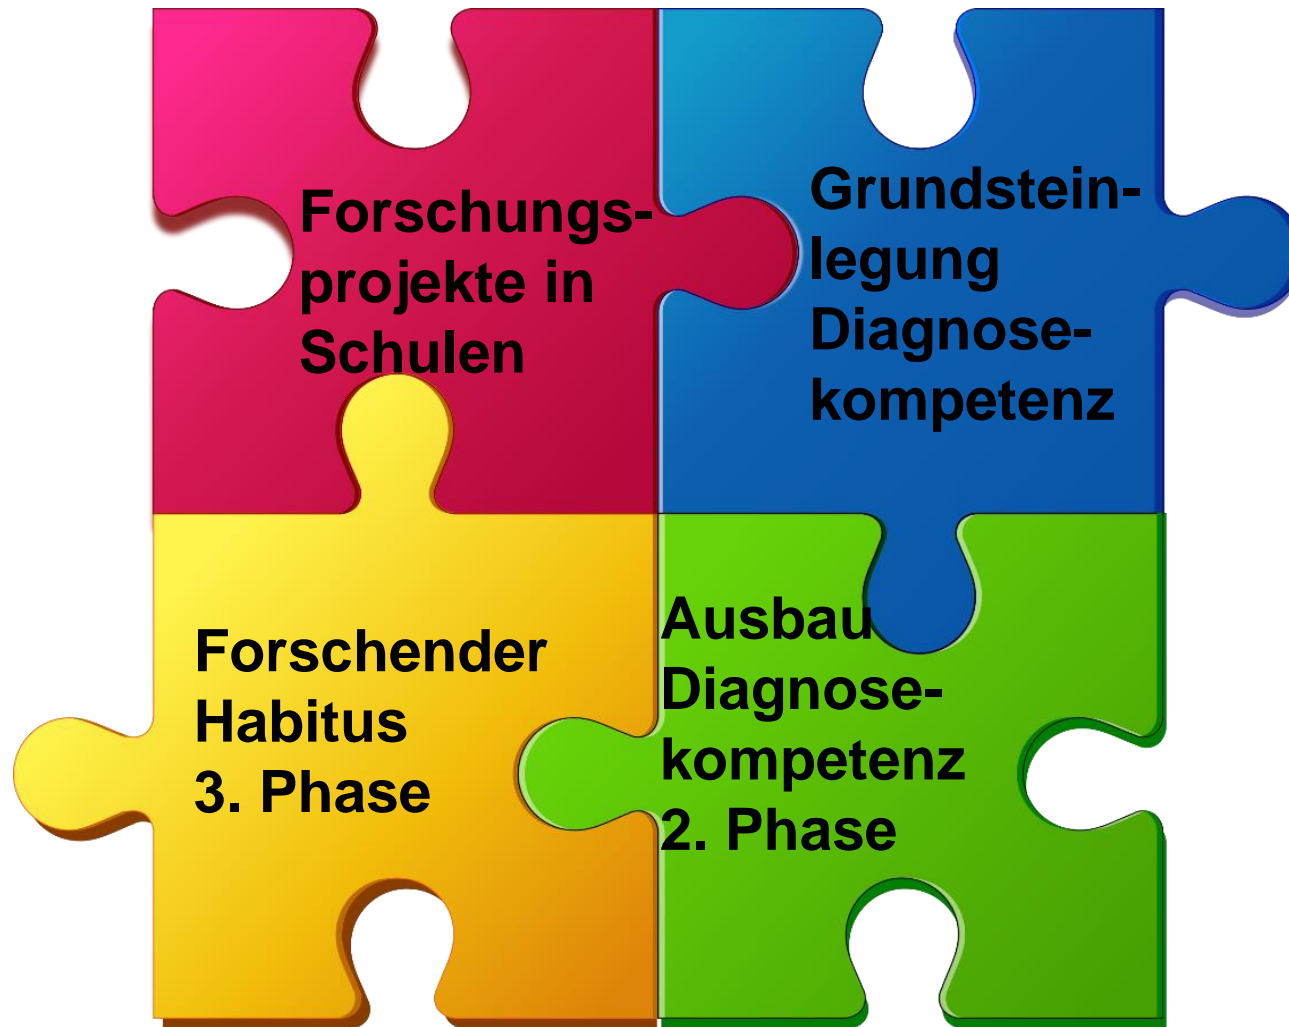 Forschungs-
projekte in
Schulen
Grundstein-
legung
Diagnose-
kompetenz
Forschender
Habitus
3. Phase
Ausbau
Diagnose-
kompetenz
2. Phase